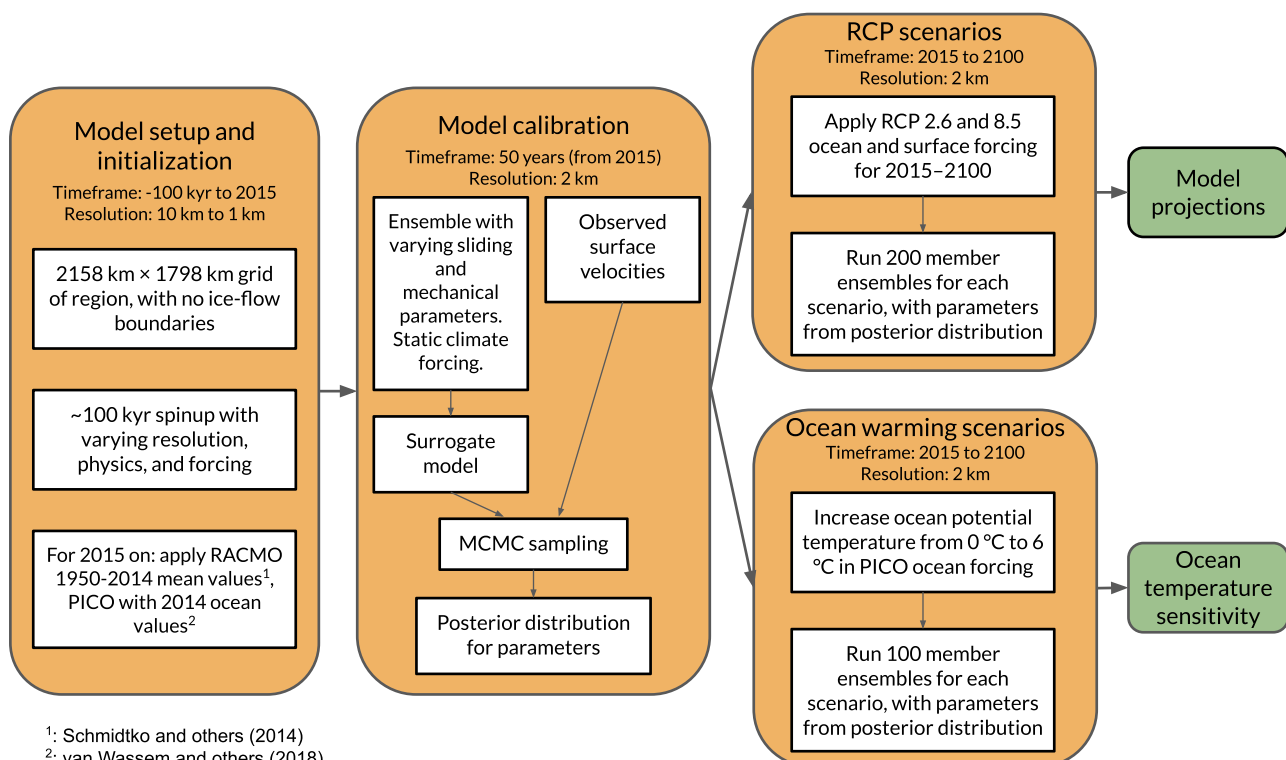 Model setup and
initialization
Timeframe: -100 kyr to 2015
Resolution: 10 km to 1 km
2158 km × 1798 km grid
of region, with no ice-flow
boundaries
~100 kyr spinup with
varying resolution,
physics, and forcing
For 2015 on: apply RACMO
1950-2014 mean values¹,
PICO with 2014 ocean
values²
¹: Schmidtko and others (2014)
²: van Wassem and others (2018)
Model calibration
Timeframe: 50 years (from 2015)
Resolution: 2 km
Ensemble with
varying sliding
and
mechanical
parameters.
Static climate
forcing.
Observed
surface
velocities
Surrogate
model
MCMC sampling
Posterior distribution
for parameters
RCP scenarios
Timeframe: 2015 to 2100
Resolution: 2 km
Apply RCP 2.6 and 8.5
ocean and surface forcing
for 2015–2100
Run 200 member
ensembles for each
scenario, with parameters
from posterior distribution
Model
projections
Ocean warming scenarios
Timeframe: 2015 to 2100
Resolution: 2 km
Increase ocean potential
temperature from 0 °C to 6
°C in PICO ocean forcing
Run 100 member
ensembles for each
scenario, with parameters
from posterior distribution
Ocean
temperature
sensitivity